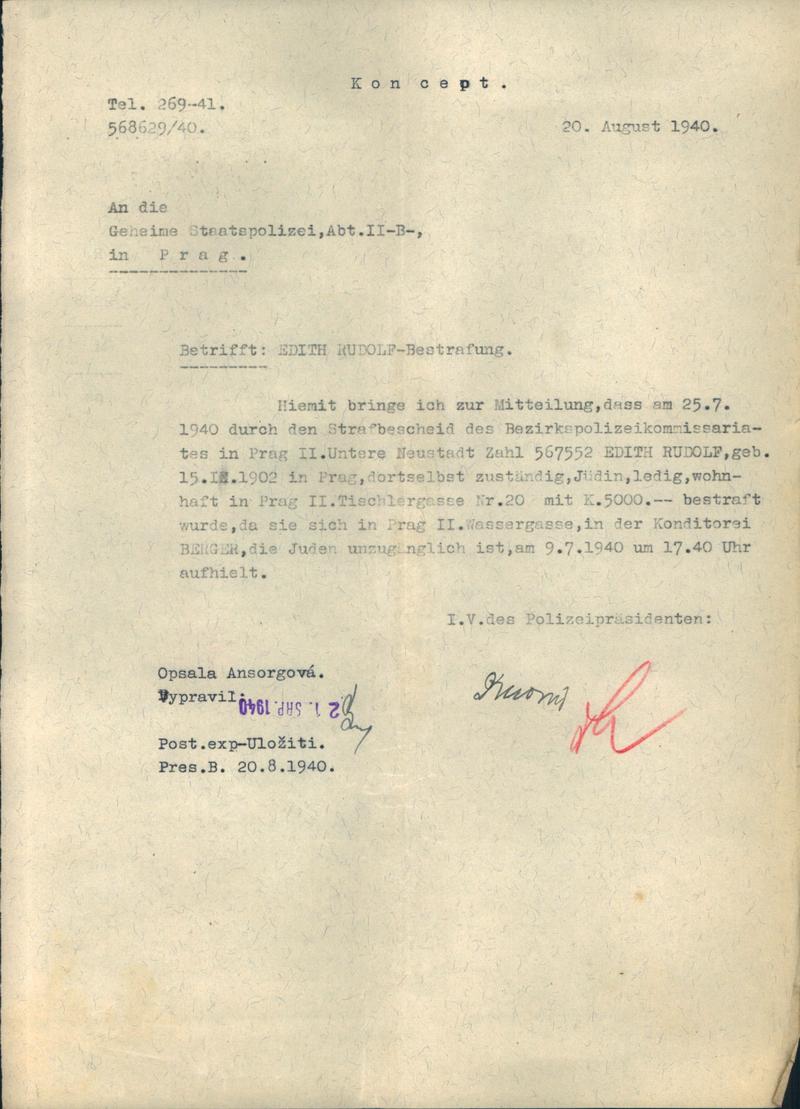 Koncept.
Tel. 269-41.
568629/40.
20. August 1940.
An die
Geheime Staatspolizei,Abt.II-B-,
in Prag.
Betrifft: EDITH RUDOLF-Bestrafung.
Hiemit bringe ich zur Mitteilung,dass am 25.7.
1940 durch den Strafbescheid des Bezirkspolizeikommissaria-
tes in Prag II.Untere Neustadt Zahl 567552 EDITH RUDOLF,geb.
1902 in Prag,dortselbst zuständig,Jüdin,ledig,wohn-
haft in Prag II.Tischlergasse Nr.20 mit K.5000.-- bestraft
wurde,da sie sich in Prag II.Wassergasse,in der Konditorei
BERGER,die Juden unzugänglich ist,am 9.7.1940 um 17.40 Uhr
aufhielt.
I.V.des Polizeipräsidenten:
Opsala Ansorgová.
Vypravil:
2 1. SRP. 1940
Post.exp-Uložiti.
Pres.B. 20.8.1940.